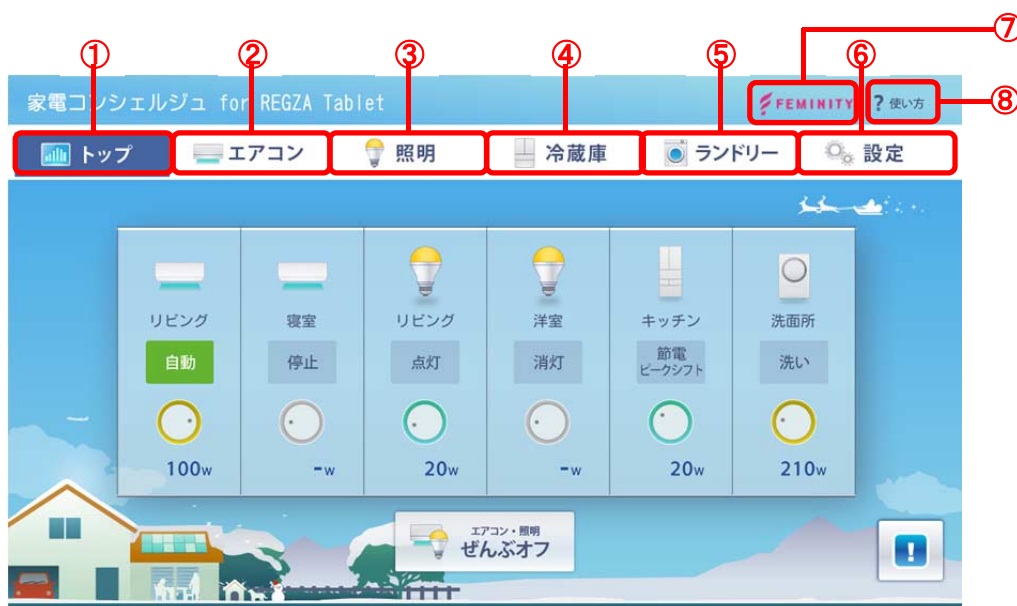 ⑦
① ② ③ ④ ⑤ ⑥
家電コンシェルジュ for REGZA Tablet FEMINITY ? 使い方 ⑧
トップ エアコン 照明 冷蔵庫 ランドリー 設定
リビング 寝室 リビング 洋室 キッチン 洗面所
自動 停止 点灯 消灯 節電 洗い
ピークシフト
100w -w 20w -w 20w 210w
エアコン・照明
ぜんぶオフ
!